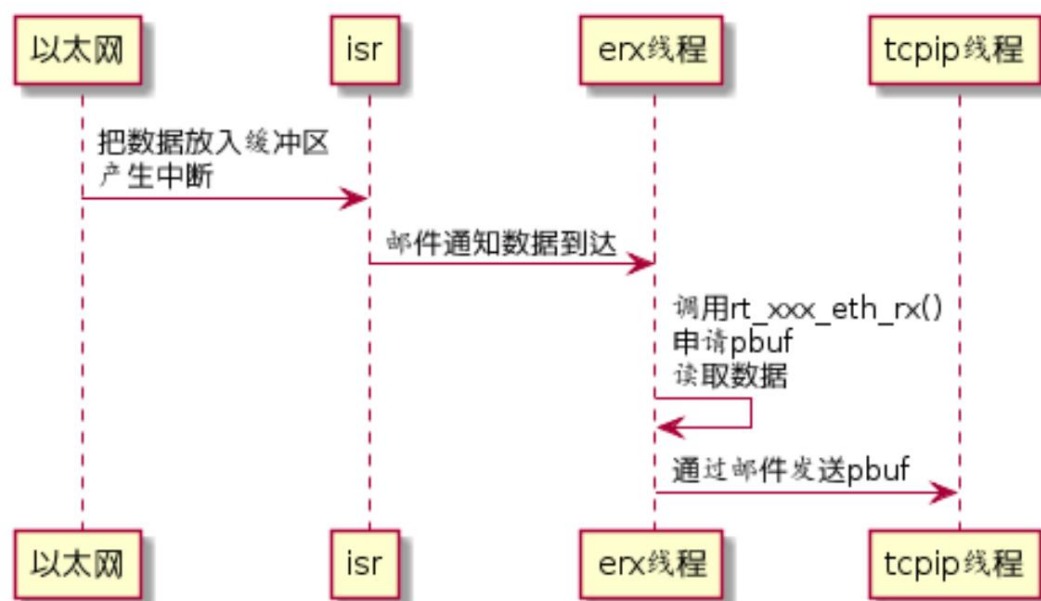 以太网
isr
erx线程
tcpip线程
把数据放入缓冲区
产生中断
邮件通知数据到达
调用rt_xxx_eth_rx()
申请pbuf
读取数据
通过邮件发送pbuf
以太网
isr
erx线程
tcpip线程